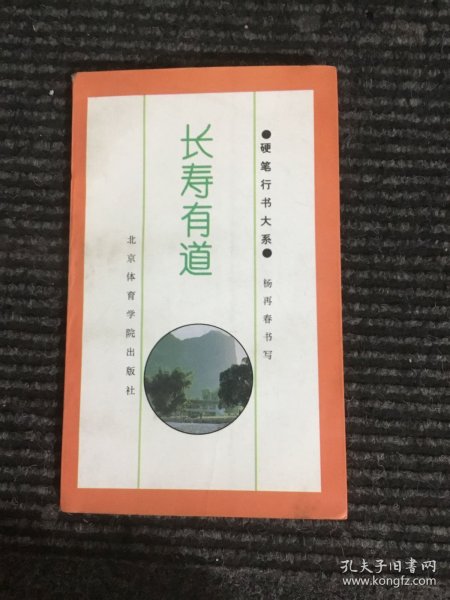 ●硬笔行书大系●
杨再春书写
长寿有道
北京体育学院出版社
孔夫子旧书网
www.kongfz.com